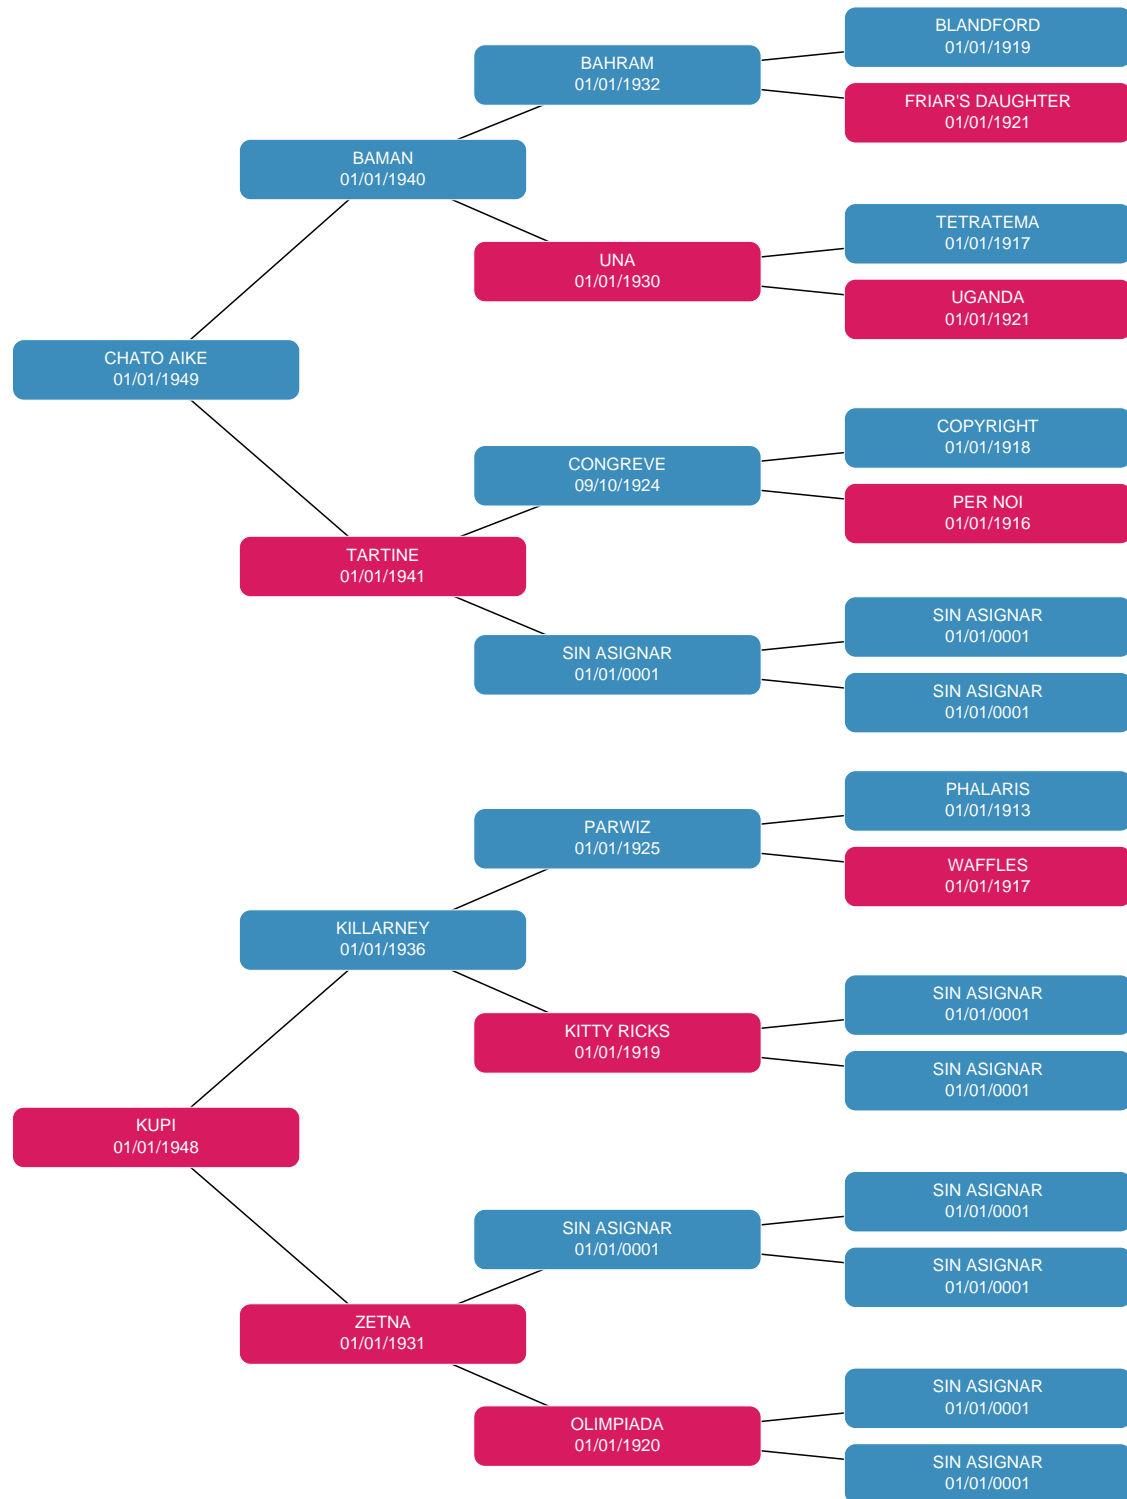 BLANDFORD
01/01/1919
BAHRAM
01/01/1932
FRIAR'S DAUGHTER
01/01/1921
BAMAN
01/01/1940
TETRATEMA
01/01/1917
UNA
01/01/1930
UGANDA
01/01/1921
CHATO AIKE
01/01/1949
COPYRIGHT
01/01/1918
CONGREVE
09/10/1924
PER NOI
01/01/1916
TARTINE
01/01/1941
SIN ASIGNAR
01/01/0001
SIN ASIGNAR
01/01/0001
SIN ASIGNAR
01/01/0001
PHALARIS
01/01/1913
PARWIZ
01/01/1925
WAFFLES
01/01/1917
KILLARNEY
01/01/1936
SIN ASIGNAR
01/01/0001
KITTY RICKS
01/01/1919
SIN ASIGNAR
01/01/0001
KUPI
01/01/1948
SIN ASIGNAR
01/01/0001
SIN ASIGNAR
01/01/0001
SIN ASIGNAR
01/01/0001
ZETNA
01/01/1931
SIN ASIGNAR
01/01/0001
OLIMPIADA
01/01/1920
SIN ASIGNAR
01/01/0001